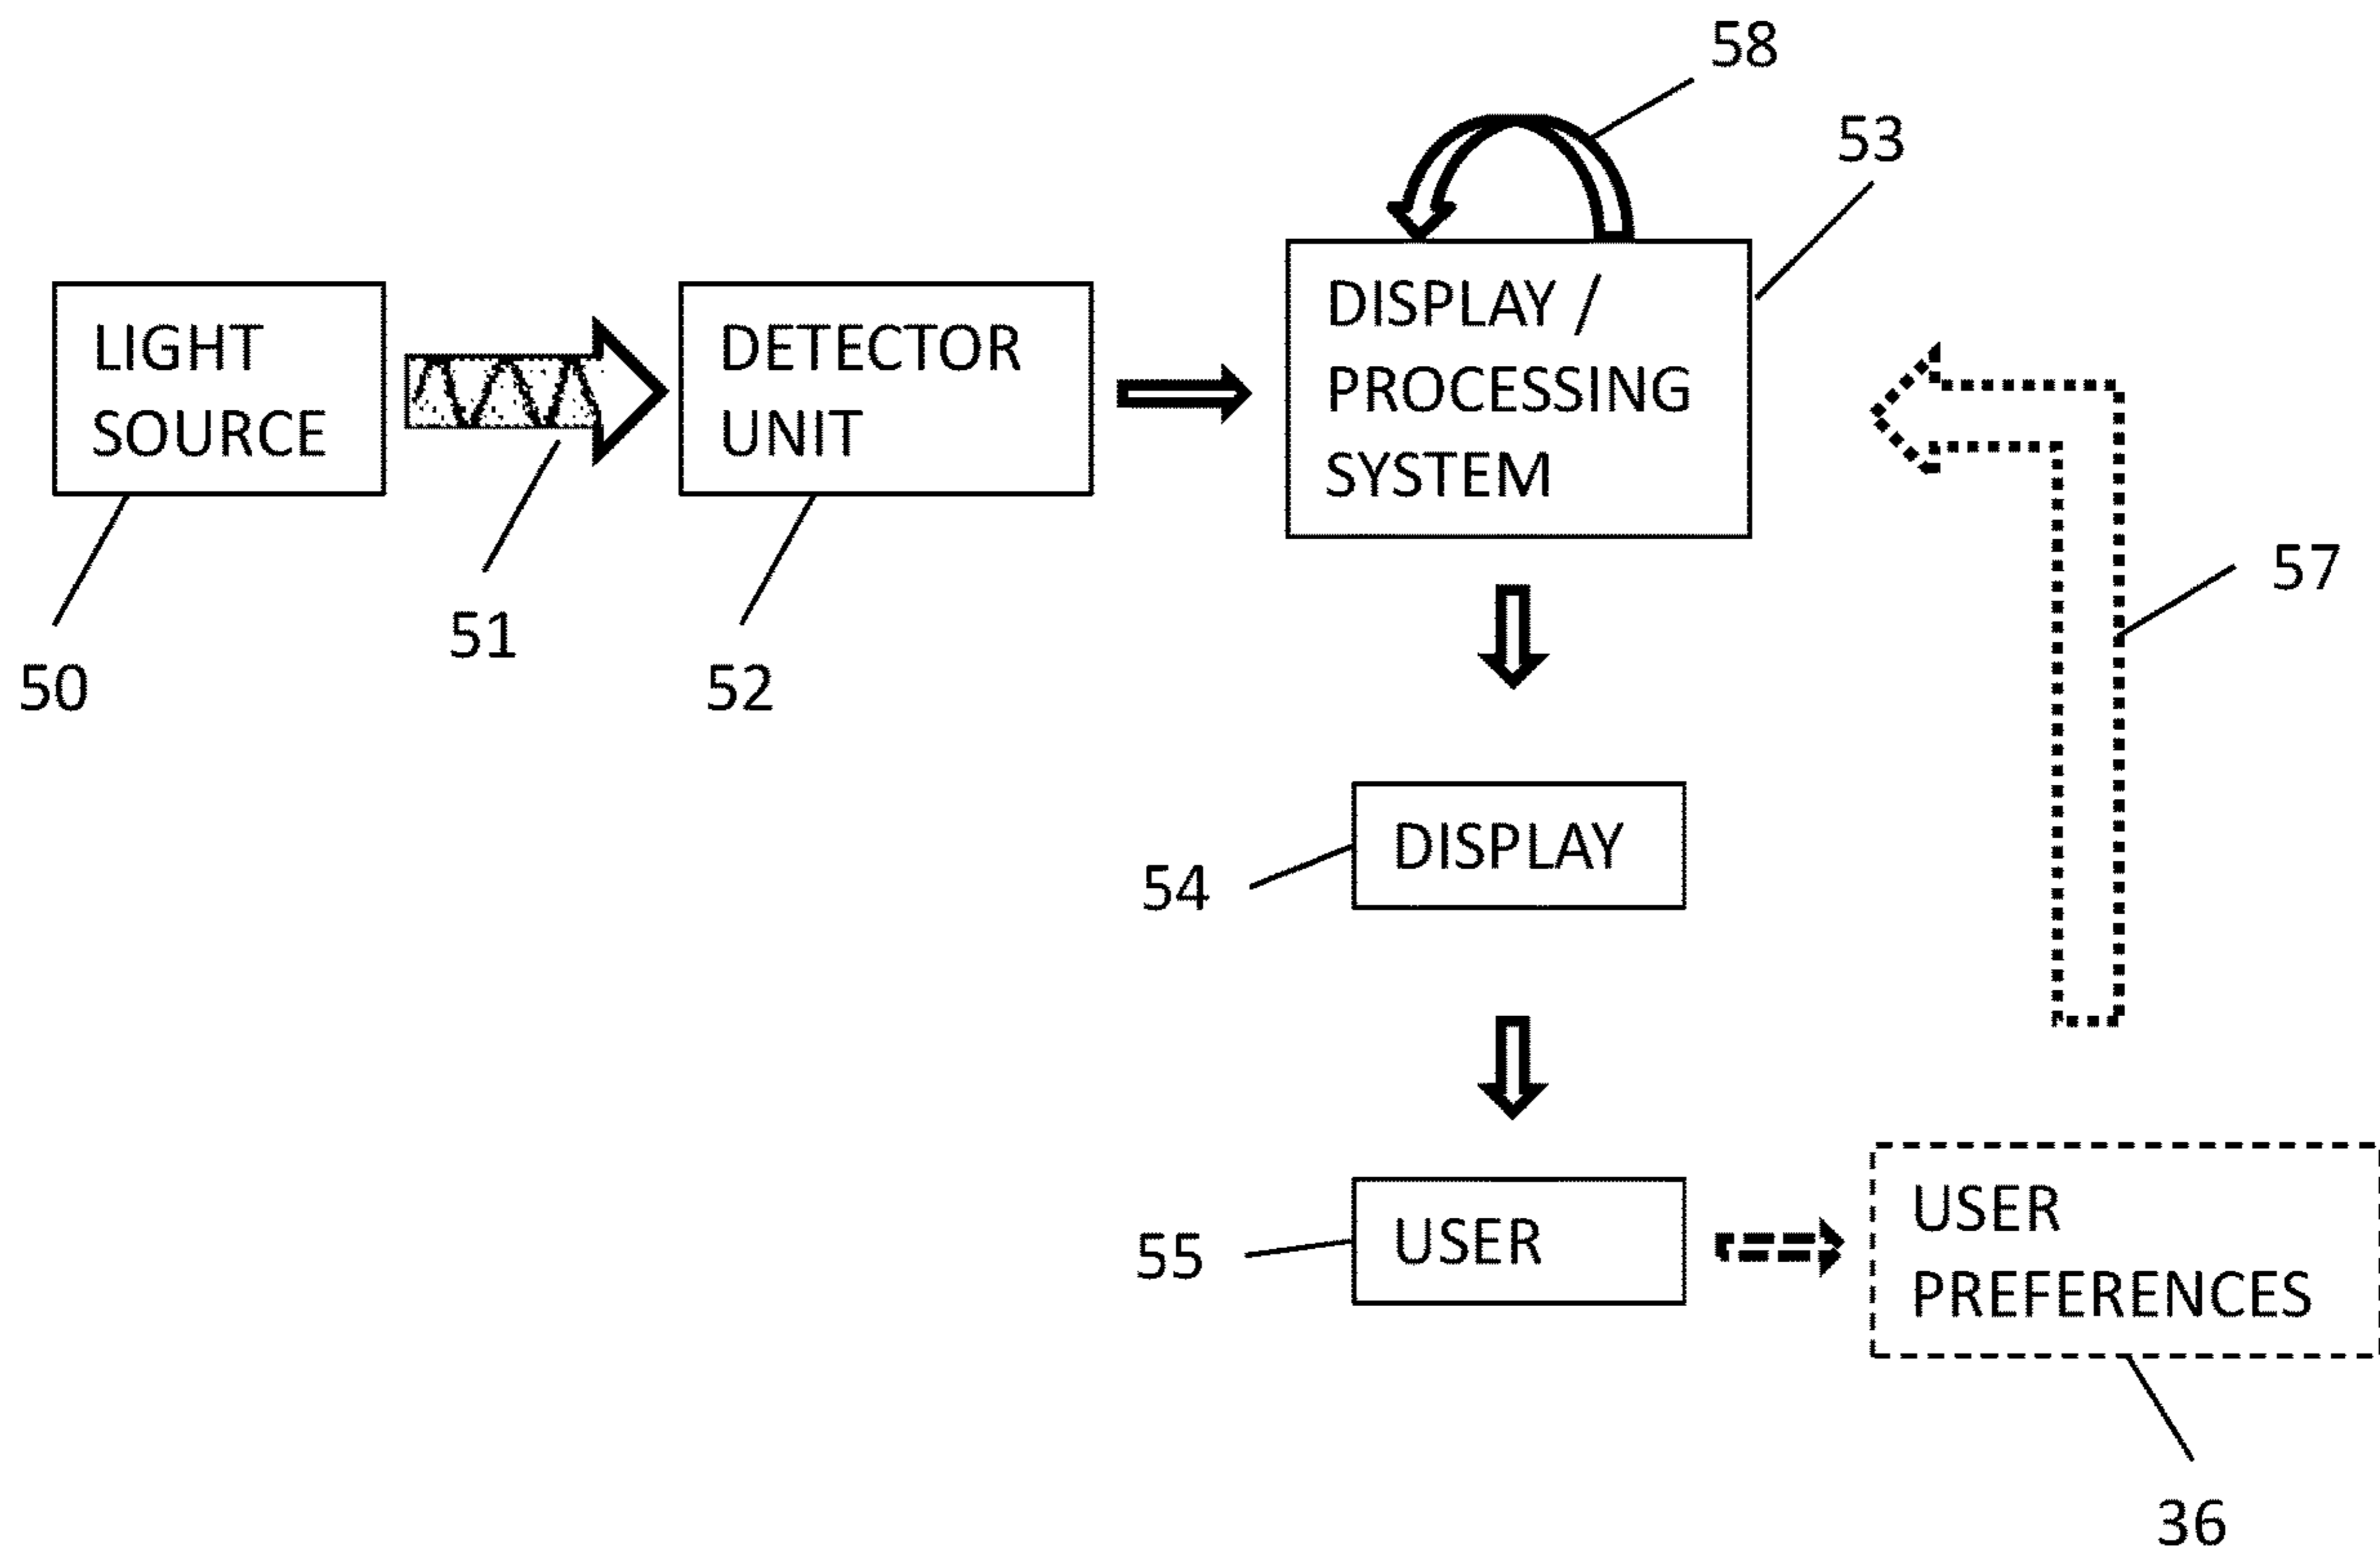 58
53
LIGHT
SOURCE
DETECTOR
UNIT
DISPLAY /
PROCESSING
SYSTEM
57
51
50
52
DISPLAY
54
USER
55
USER
PREFERENCES
36